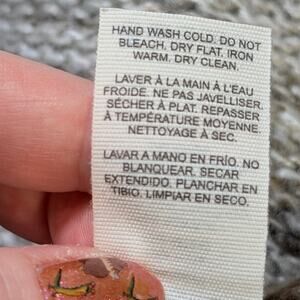 HAND WASH COLD. DO NOT
BLEACH. DRY FLAT. IRON
WARM. DRY CLEAN.
LAVER À LA MAIN À L'EAU
FROIDE. NE PAS JAVELLISER.
SÉCHER À PLAT. REPASSER
À TEMPÉRATURE MOYENNE.
NETTOYAGE À SEC.
LAVAR A MANO EN FRÍO. NO
BLANQUEAR. SECAR
EXTENDIDO. PLANCHAR EN
TIBIO. LIMPIAR EN SECO.